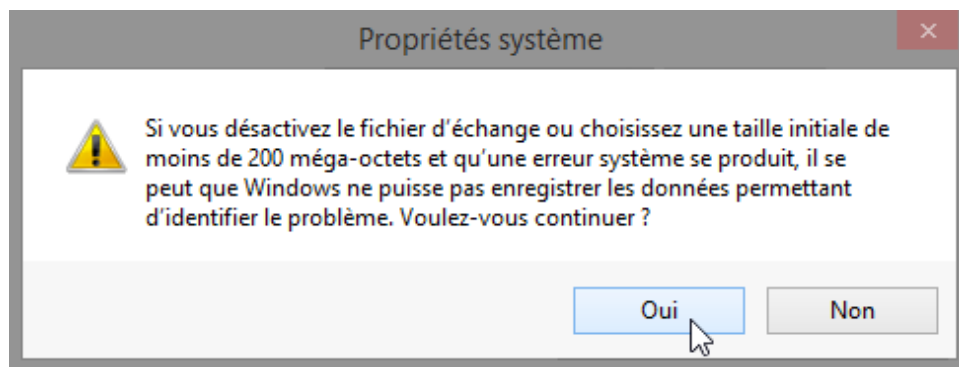 Propriétés système
Si vous désactivez le fichier d'échange ou choisissez une taille initiale de
moins de 200 méga-octets et qu'une erreur système se produit, il se
peut que Windows ne puisse pas enregistrer les données permettant
d'identifier le problème. Voulez-vous continuer ?
Oui
Non